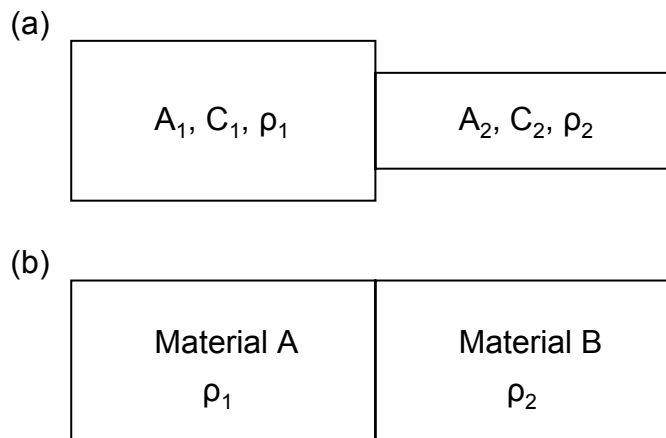 (a)
A₁, C₁, ρ₁
A₂, C₂, ρ₂
(b)
Material A
ρ₁
Material B
ρ₂